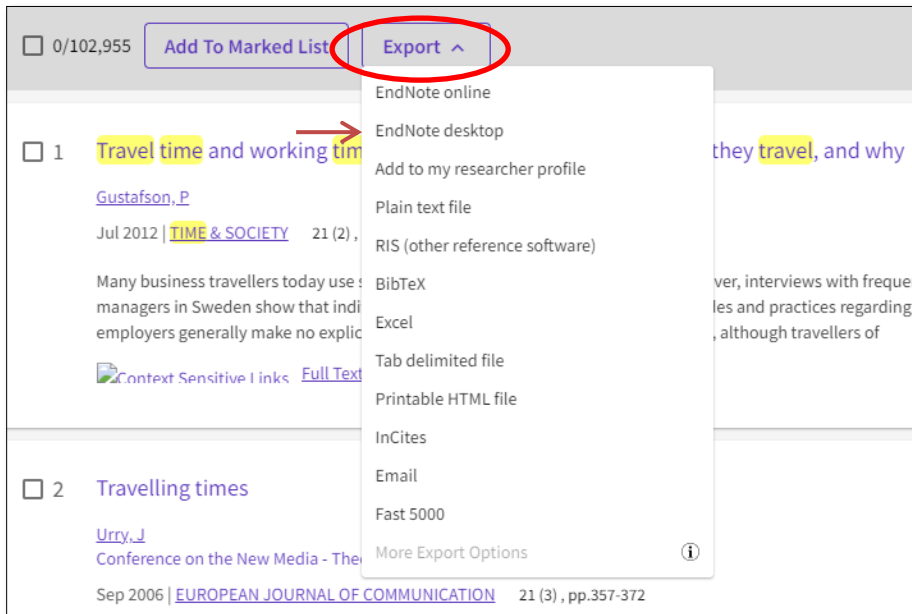 0/102,955 Add To Marked List Export
EndNote online
EndNote desktop
Add to my researcher profile
Plain text file
RIS (other reference software)
BibTeX
Excel
Tab delimited file
Printable HTML file
InCites
Email
Fast 5000
More Export Options
1 Travel time and working tim they travel, and why
Gustafson, P
Jul 2012 | TIME & SOCIETY 21 (2) ,
Many business travellers today use s ver, interviews with freque
managers in Sweden show that indi les and practices regarding
employers generally make no explic , although travellers of
Context Sensitive Links Full Text
2 Travelling times
Urry, J
Conference on the New Media - The
Sep 2006 | EUROPEAN JOURNAL OF COMMUNICATION 21 (3) , pp.357-372